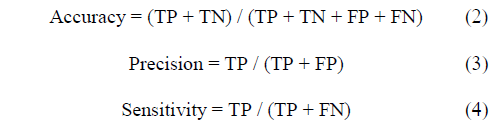 Accuracy = (TP + TN) / (TP + TN + FP + FN) (2)
Precision = TP / (TP + FP) (3)
Sensitivity = TP / (TP + FN) (4)